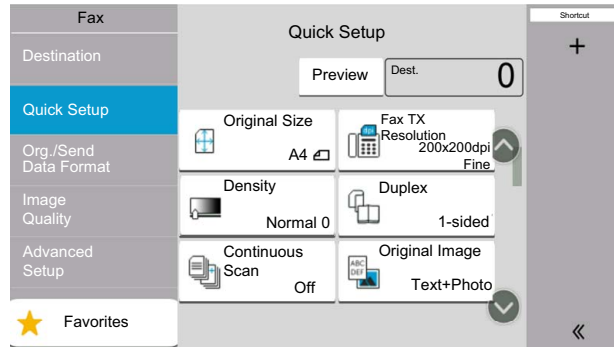 Fax
Destination
Quick Setup
Org./Send
Data Format
Image
Quality
Advanced
Setup
Favorites
Quick Setup
Preview
Dest.
0
Original Size
A4
dpi
Fax TX
Resolution
200x200dpi
Fine
Density
Normal 0
Duplex
1-sided
Continuous
Scan
Off
ABC
DEF
Original Image
Text+Photo
Shortcut
+
«